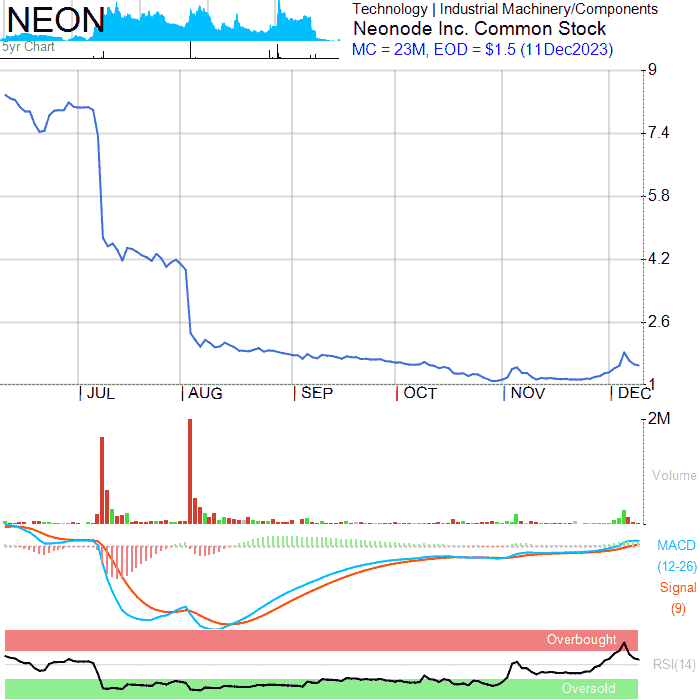 NEON
5yr Chart
Technology | Industrial Machinery/Components
Neonode Inc. Common Stock
MC = 23M, EOD = $1.5 (11Dec2023)
9
7.4
5.8
4.2
2.6
1
JUL
AUG
SEP
OCT
NOV
DEC
2M
Volume
MACD
(12-26)
Signal
(9)
Overbought
RSI(14)
Oversold